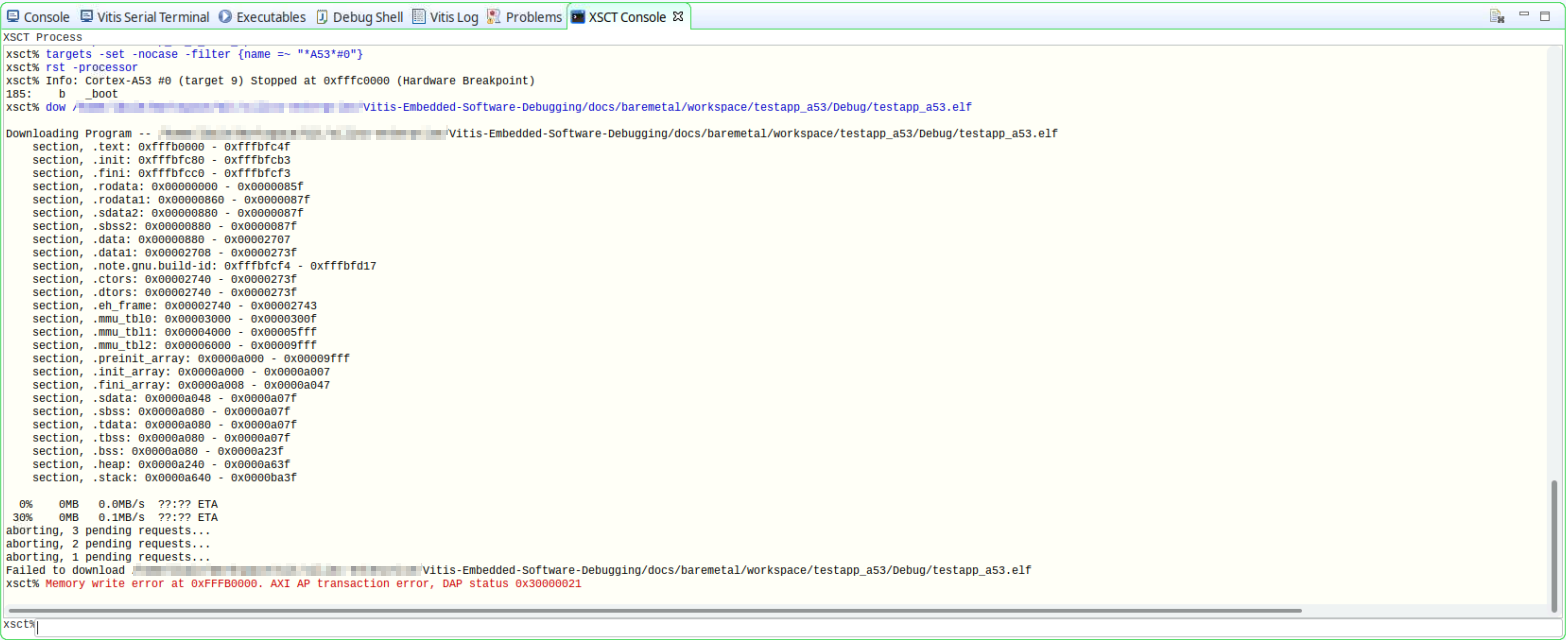 Console Vitis Serial Terminal Executables Debug Shell Vitis Log Problems XSCT Console
XSCT Process
xsct% targets -set -nocase -filter {name =~ "*A53*#0"}
xsct% rst -processor
xsct% Info: Cortex-A53 #0 (target 9) Stopped at 0xfffc0000 (Hardware Breakpoint)
185:    b   _boot
xsct% dow /Vitis-Embedded-Software-Debugging/docs/baremetal/workspace/testapp_a53/Debug/testapp_a53.elf
Downloading Program -- /Vitis-Embedded-Software-Debugging/docs/baremetal/workspace/testapp_a53/Debug/testapp_a53.elf
section, .text: 0xfffb0000 - 0xfffbfc4f
section, .init: 0xfffbfc80 - 0xfffbfcb3
section, .fini: 0xfffbfcc0 - 0xfffbfcf3
section, .rodata: 0x00000000 - 0x0000085f
section, .rodata1: 0x00000860 - 0x0000087f
section, .sdata2: 0x00000880 - 0x0000087f
section, .sbss2: 0x00000880 - 0x0000087f
section, .data: 0x00000880 - 0x00002707
section, .data1: 0x00002708 - 0x0000273f
section, .note.gnu.build-id: 0xfffbfcf4 - 0xfffbfd17
section, .ctors: 0x00002740 - 0x0000273f
section, .dtors: 0x00002740 - 0x0000273f
section, .eh_frame: 0x00002740 - 0x00002743
section, .mmu_tbl0: 0x00003000 - 0x0000300f
section, .mmu_tbl1: 0x00004000 - 0x00005fff
section, .mmu_tbl2: 0x00006000 - 0x00009fff
section, .preinit_array: 0x0000a000 - 0x00009fff
section, .init_array: 0x0000a000 - 0x0000a007
section, .fini_array: 0x0000a008 - 0x0000a047
section, .sdata: 0x0000a048 - 0x0000a07f
section, .sbss: 0x0000a080 - 0x0000a07f
section, .tdata: 0x0000a080 - 0x0000a07f
section, .tbss: 0x0000a080 - 0x0000a07f
section, .bss: 0x0000a080 - 0x0000a23f
section, .heap: 0x0000a240 - 0x0000a63f
section, .stack: 0x0000a640 - 0x0000ba3f
0%    0MB   0.0MB/s  ??:?? ETA
30%    0MB   0.1MB/s  ??:?? ETA
aborting, 3 pending requests...
aborting, 2 pending requests...
aborting, 1 pending requests...
Failed to download /Vitis-Embedded-Software-Debugging/docs/baremetal/workspace/testapp_a53/Debug/testapp_a53.elf
xsct% Memory write error at 0xFFFB0000. AXI AP transaction error, DAP status 0x30000021
xsct%